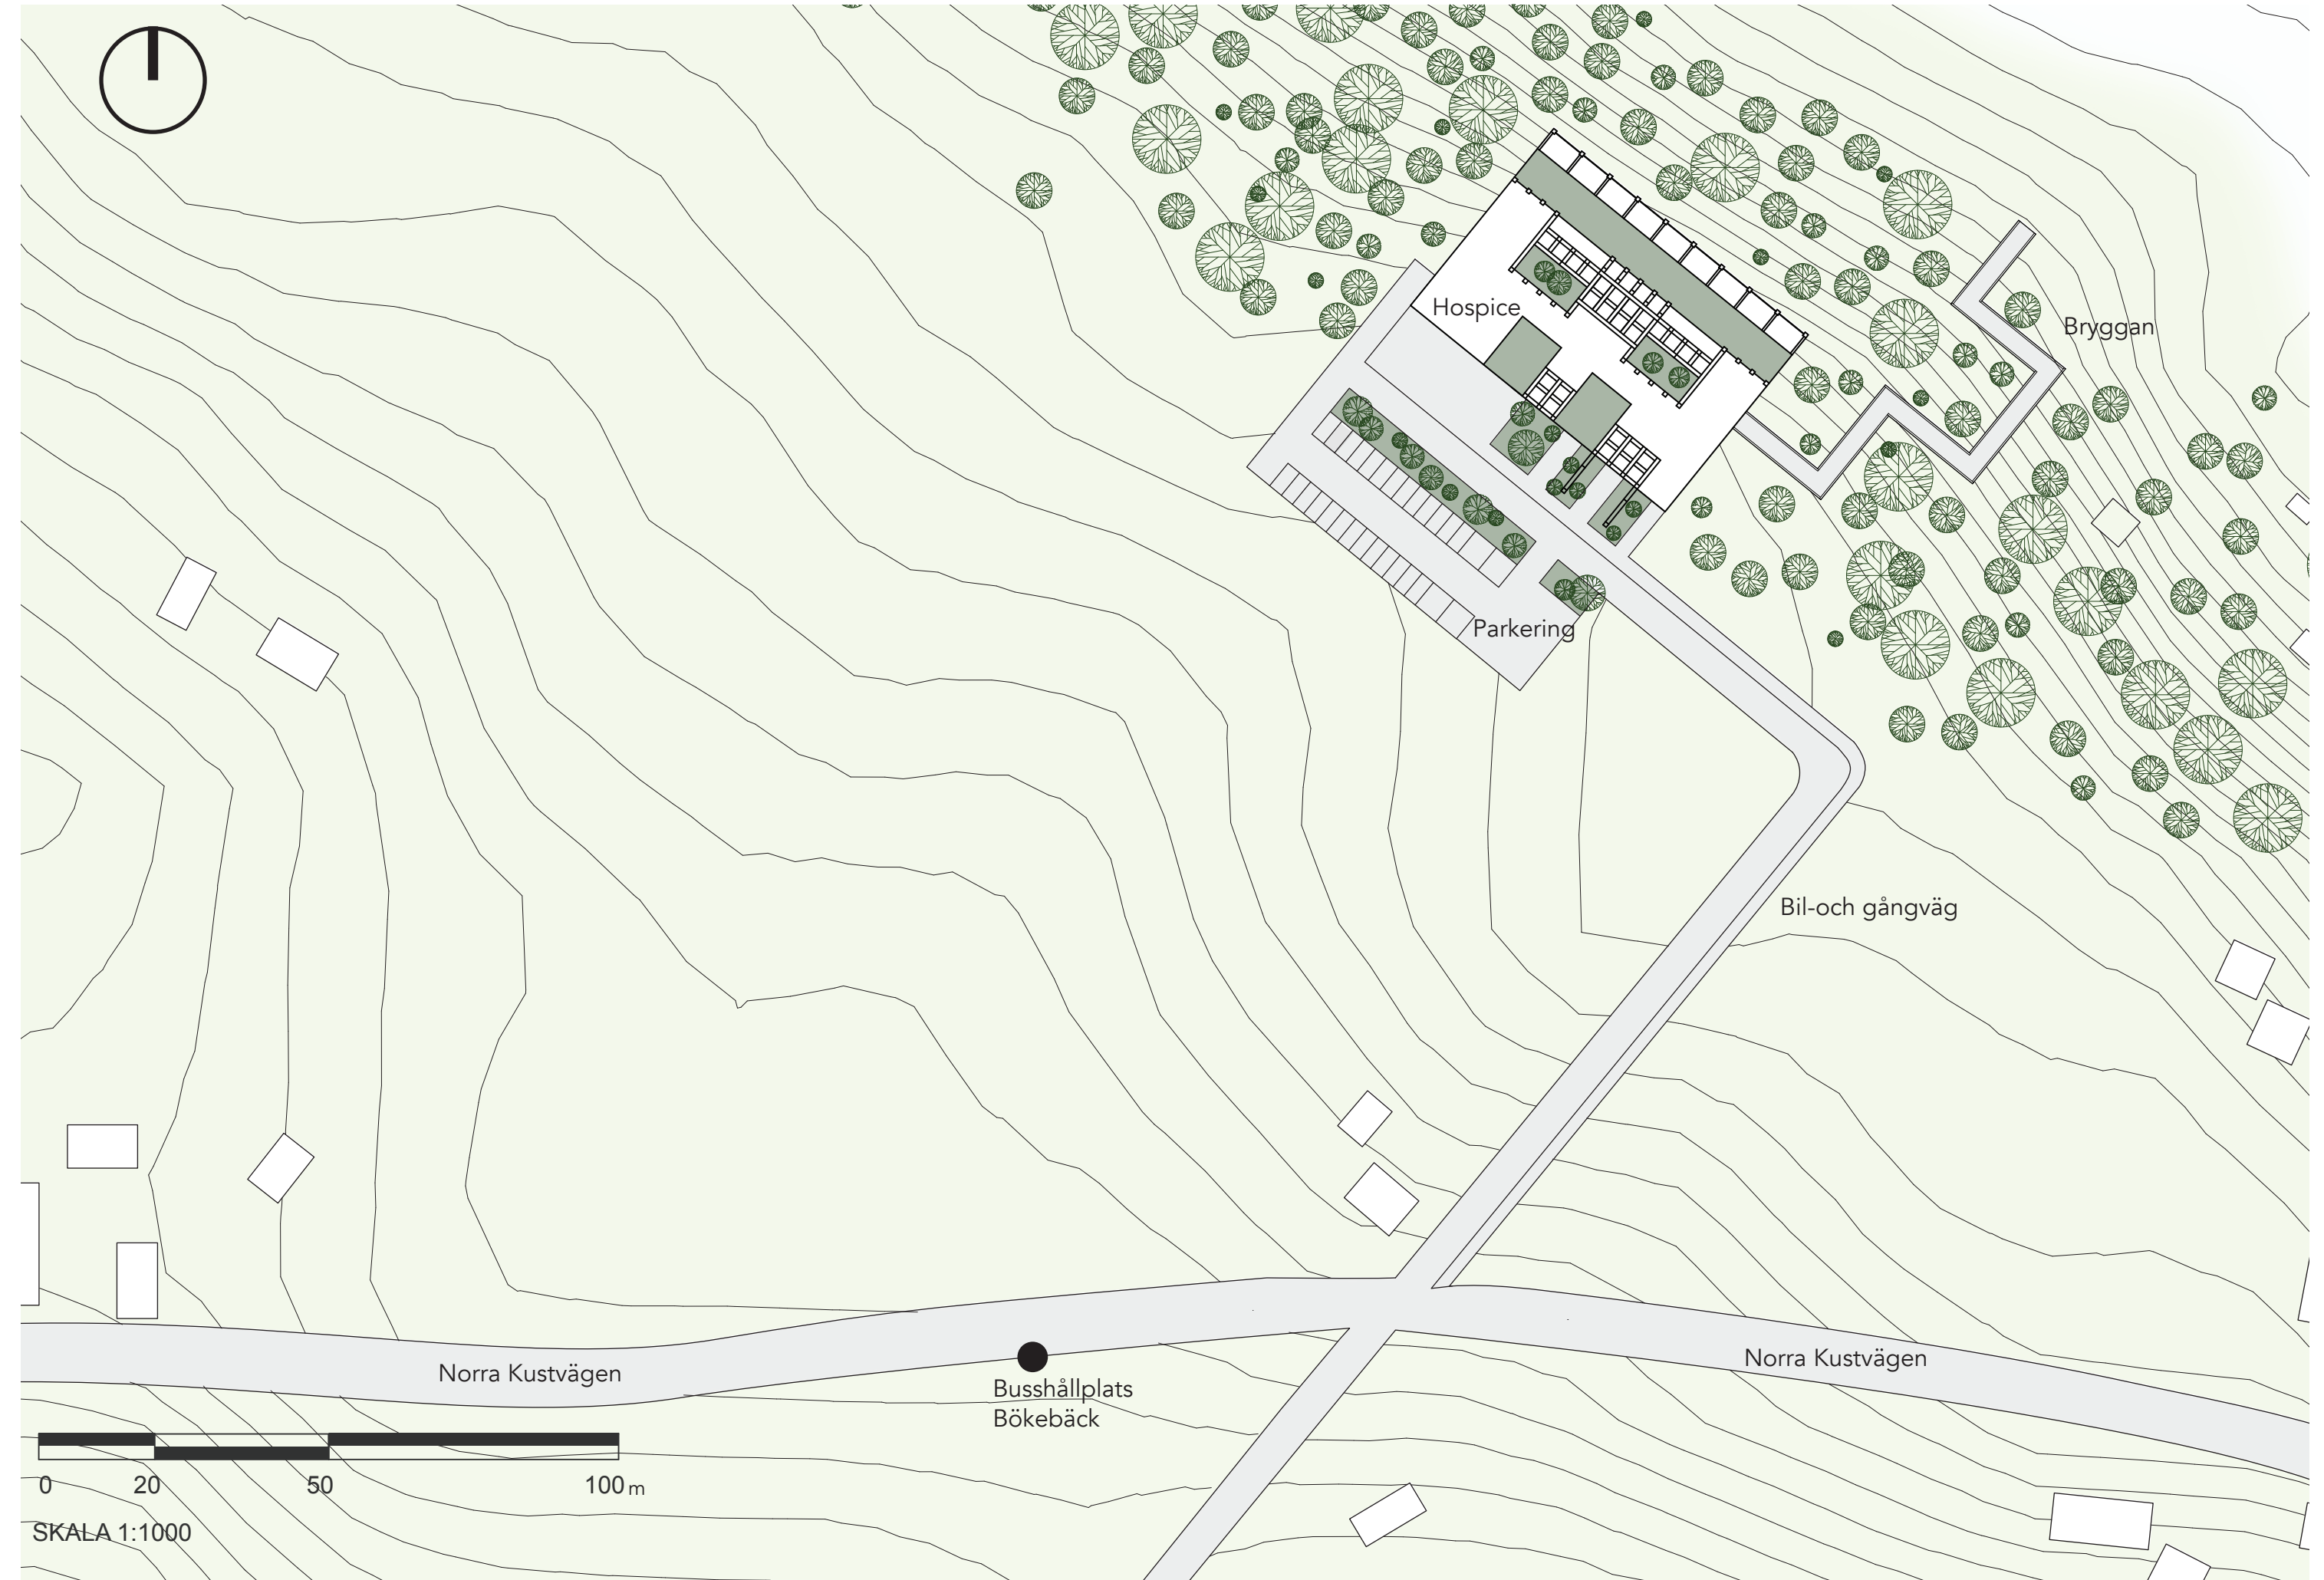 Hospice
Bryggan
Parkering
Bil-och gångväg
Norra Kustvägen
Norra Kustvägen
Busshållplats
Bökebäck
0 20 50 100 m
SKALA 1:1000